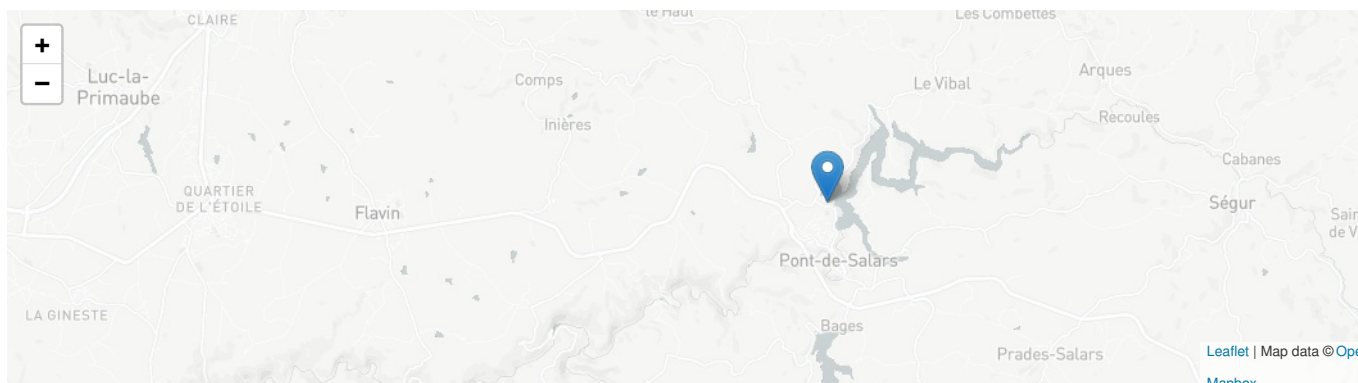 CLAIRE
le Haut
Les Combettes
+
−
Luc-la-
Primaube
Comps
Le Vibal
Arques
Inières
Recoules
Cabanes
QUARTIER
DE L'ÉTOILE
Flavin
Ségur
Pont-de-Salars
LA GINESTE
Bages
Prades-Salars
Leaflet | Map data ©
Mapbox